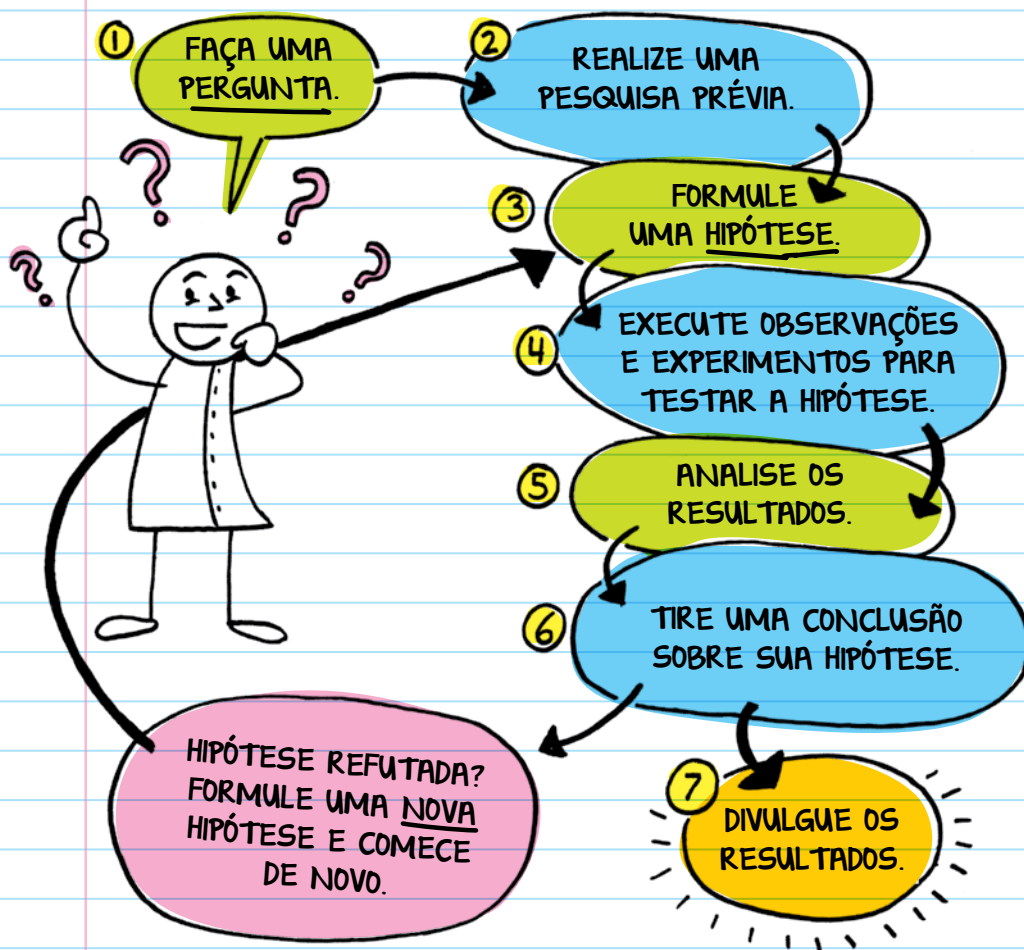 1
FAÇA UMA
PERGUNTA.
2
REALIZE UMA
PESQUISA PRÉVIA.
3
FORMULE
UMA HIPÓTESE.
4
EXECUTE OBSERVAÇÕES
E EXPERIMENTOS PARA
TESTAR A HIPÓTESE.
5
ANALISE OS
RESULTADOS.
6
TIRE UMA CONCLUSÃO
SOBRE SUA HIPÓTESE.
HIPÓTESE REFUTADA?
FORMULE UMA NOVA
HIPÓTESE E COMECE
DE NOVO.
7
DIVULGUE OS
RESULTADOS.
? ? ? ?